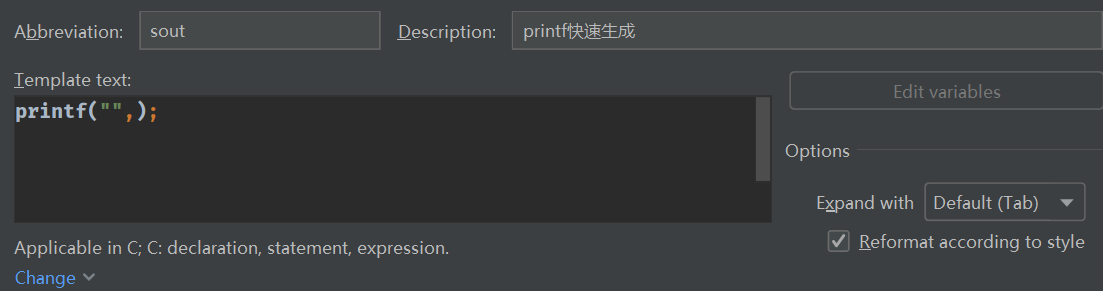 Abbreviation: sout Description: printf快速生成
Template text:
printf("",);
Edit variables
Options
Expand with Default (Tab)
Reformat according to style
Applicable in C; C: declaration, statement, expression.
Change